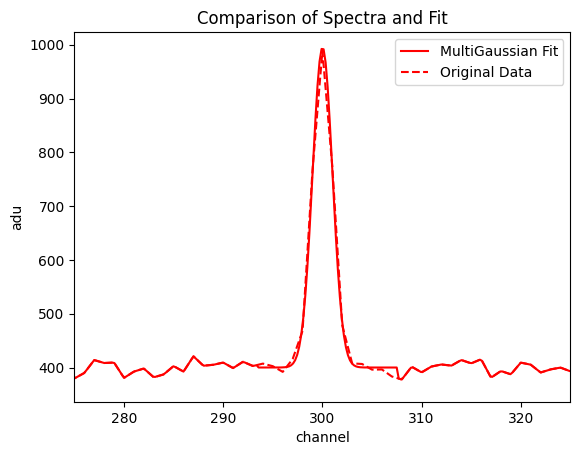 Comparison of Spectra and Fit
MultiGaussian Fit
Original Data
1000
900
800
700
600
500
400
adu
280
290
300
310
320
channel